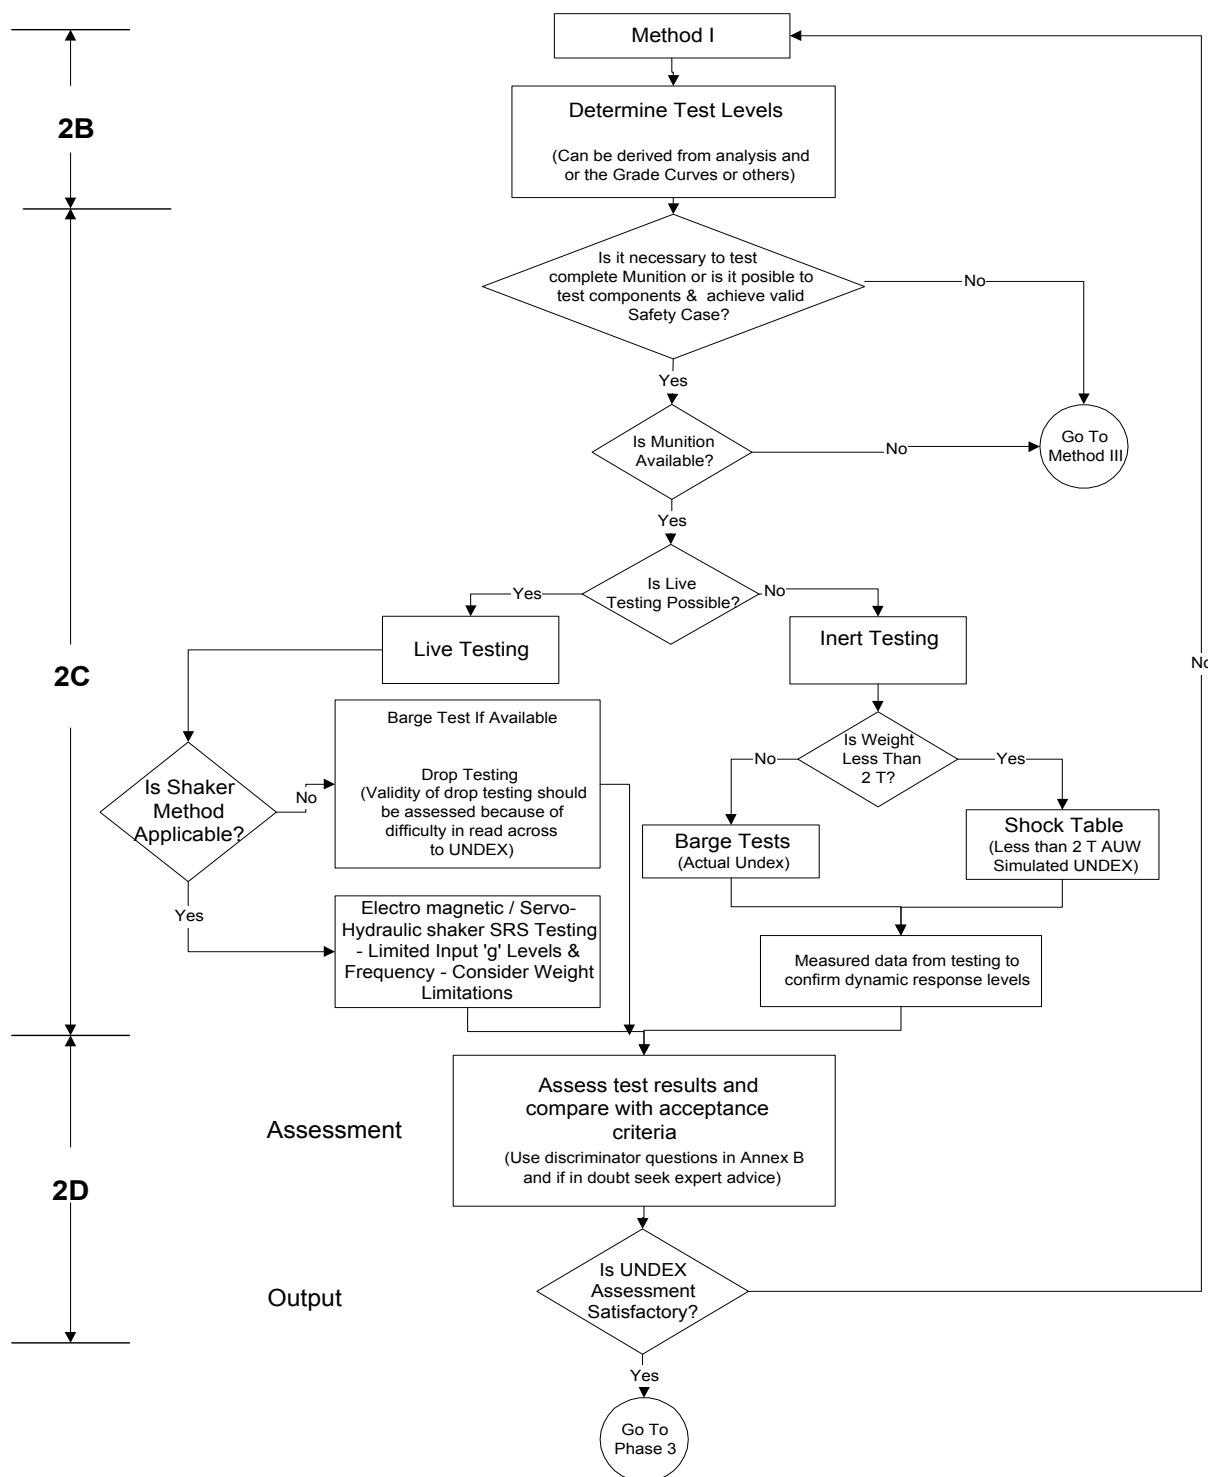 Method I
2B
Determine Test Levels
(Can be derived from analysis and
or the Grade Curves or others)
Is it necessary to test
complete Munition or is it posible to
test components & achieve valid
Safety Case?
No
Yes
Is Munition
Available?
No
Go To
Method III
Yes
Is Live
Testing Possible?
Yes
No
Live Testing
Inert Testing
2C
No
Barge Test If Available
Drop Testing
(Validity of drop testing should
be assessed because of
difficulty in read across
to UNDEX)
Is Weight
Less Than
2 T?
No
Yes
Is Shaker
Method
Applicable?
No
Yes
Barge Tests
(Actual Undex)
Shock Table
(Less than 2 T AUW
Simulated UNDEX)
Electro magnetic / Servo-
Hydraulic shaker SRS Testing
- Limited Input 'g' Levels &
Frequency - Consider Weight
Limitations
Measured data from testing to
confirm dynamic response levels
Assessment
Assess test results and
compare with acceptance
criteria
(Use discriminator questions in Annex B
and if in doubt seek expert advice)
2D
Output
Is UNDEX
Assessment
Satisfactory?
Yes
Go To
Phase 3